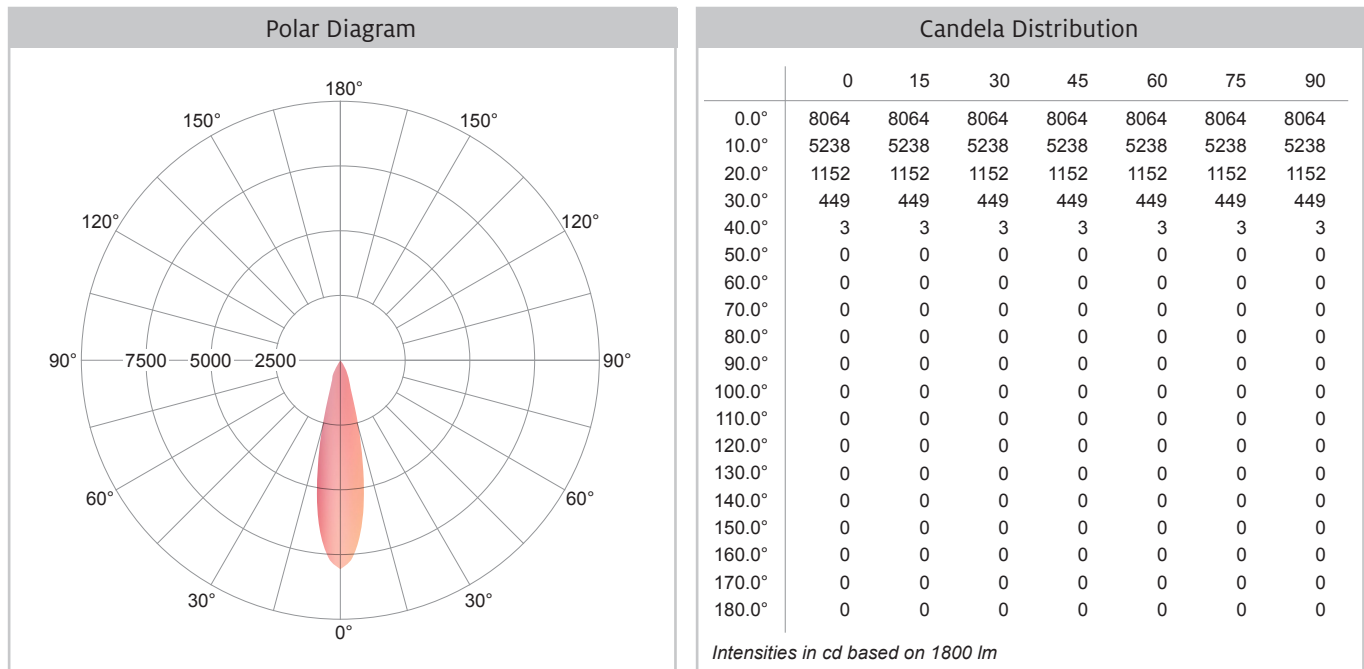 Polar Diagram
180°
150° 150°
120° 120°
90° 7500 5000 2500 90°
60° 60°
30° 30°
0°
Candela Distribution
0 15 30 45 60 75 90
0.0° 8064 8064 8064 8064 8064 8064 8064
10.0° 5238 5238 5238 5238 5238 5238 5238
20.0° 1152 1152 1152 1152 1152 1152 1152
30.0° 449 449 449 449 449 449 449
40.0° 3 3 3 3 3 3 3
50.0° 0 0 0 0 0 0 0
60.0° 0 0 0 0 0 0 0
70.0° 0 0 0 0 0 0 0
80.0° 0 0 0 0 0 0 0
90.0° 0 0 0 0 0 0 0
100.0° 0 0 0 0 0 0 0
110.0° 0 0 0 0 0 0 0
120.0° 0 0 0 0 0 0 0
130.0° 0 0 0 0 0 0 0
140.0° 0 0 0 0 0 0 0
150.0° 0 0 0 0 0 0 0
160.0° 0 0 0 0 0 0 0
170.0° 0 0 0 0 0 0 0
180.0° 0 0 0 0 0 0 0
Intensities in cd based on 1800 lm